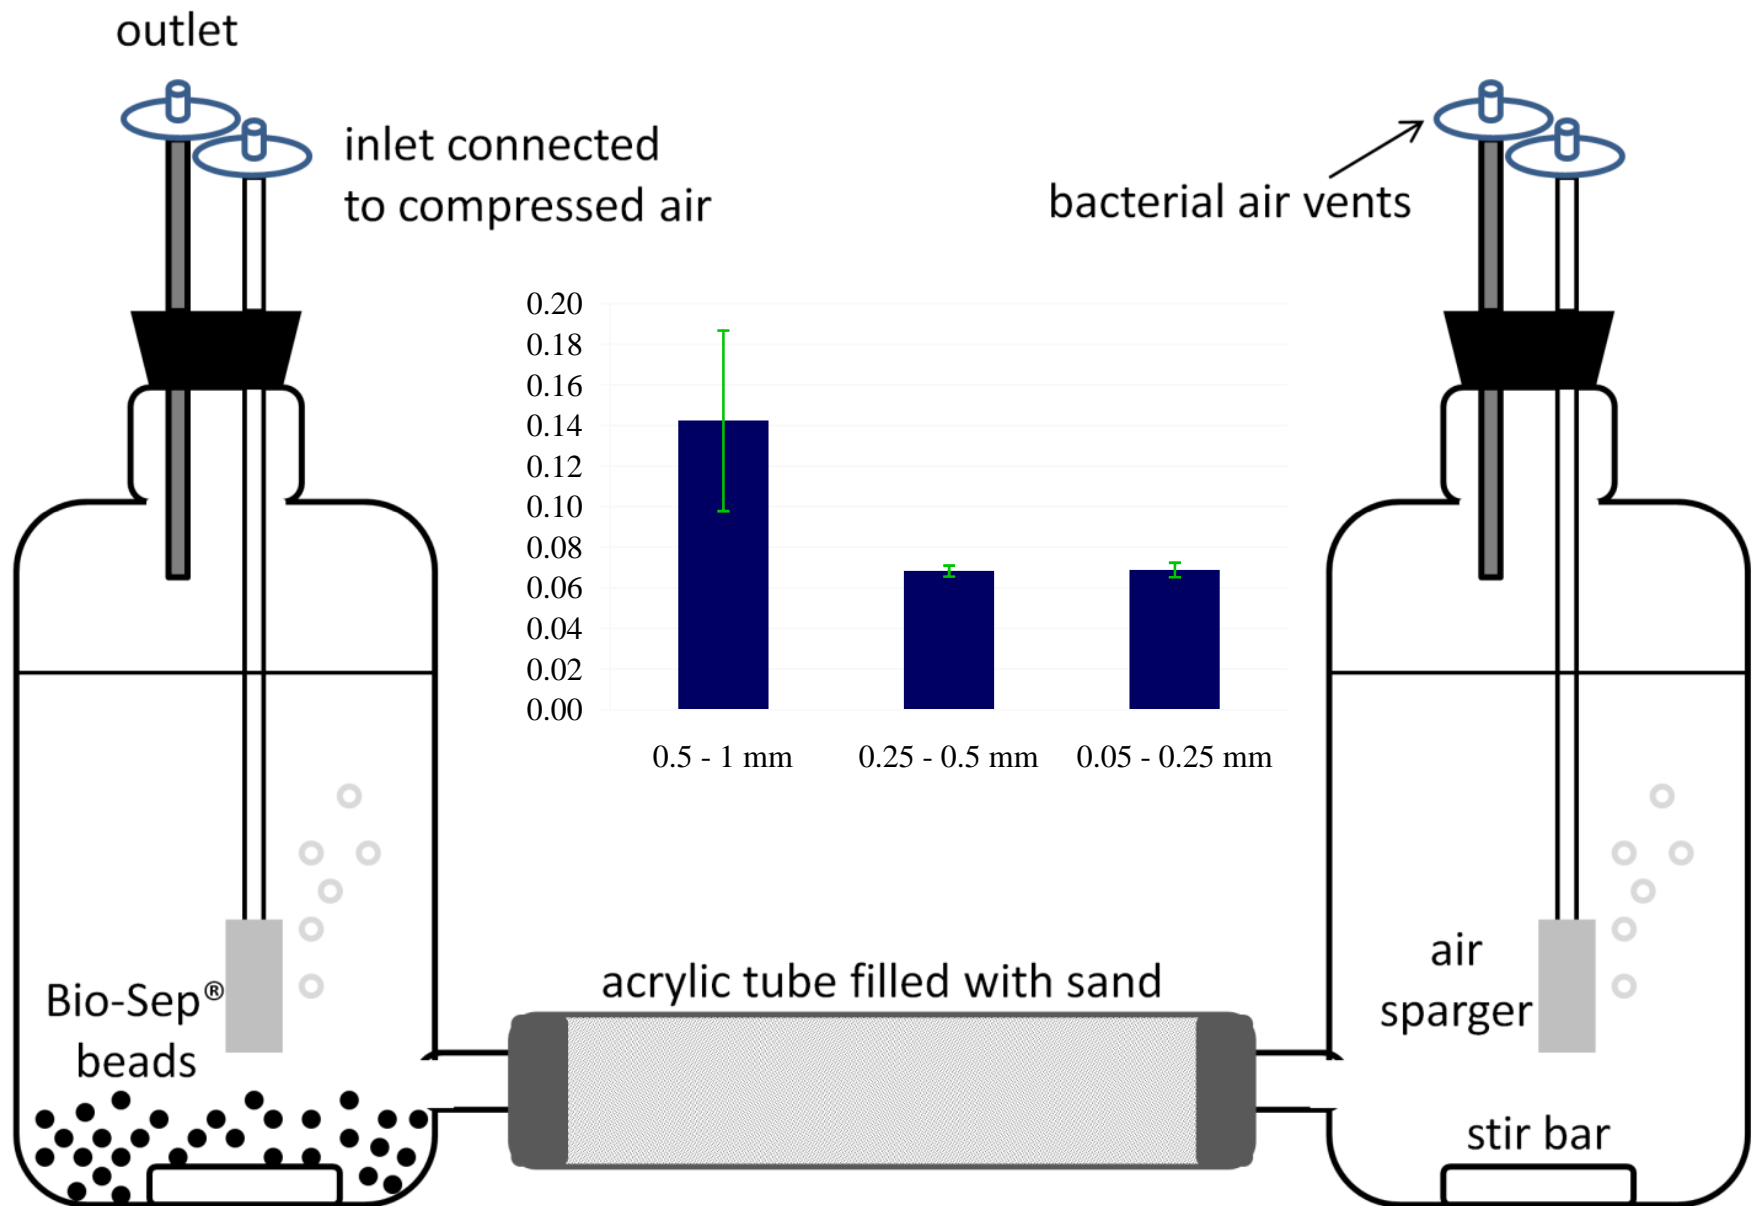 outlet
inlet connected
to compressed air
bacterial air vents
0.20
0.18
0.16
0.14
0.12
0.10
0.08
0.06
0.04
0.02
0.00
0.5 - 1 mm
0.25 - 0.5 mm
0.05 - 0.25 mm
Bio-Sep®
beads
acrylic tube filled with sand
air
sparger
stir bar